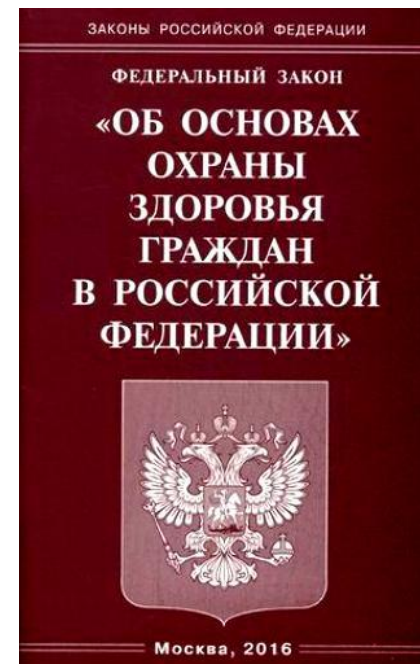 ЗАКОНЫ РОССИЙСКОЙ ФЕДЕРАЦИИ
ФЕДЕРАЛЬНЫЙ ЗАКОН
«ОБ ОСНОВАХ
ОХРАНЫ
ЗДОРОВЬЯ
ГРАЖДАН
В РОССИЙСКОЙ
ФЕДЕРАЦИИ»
Москва, 2016